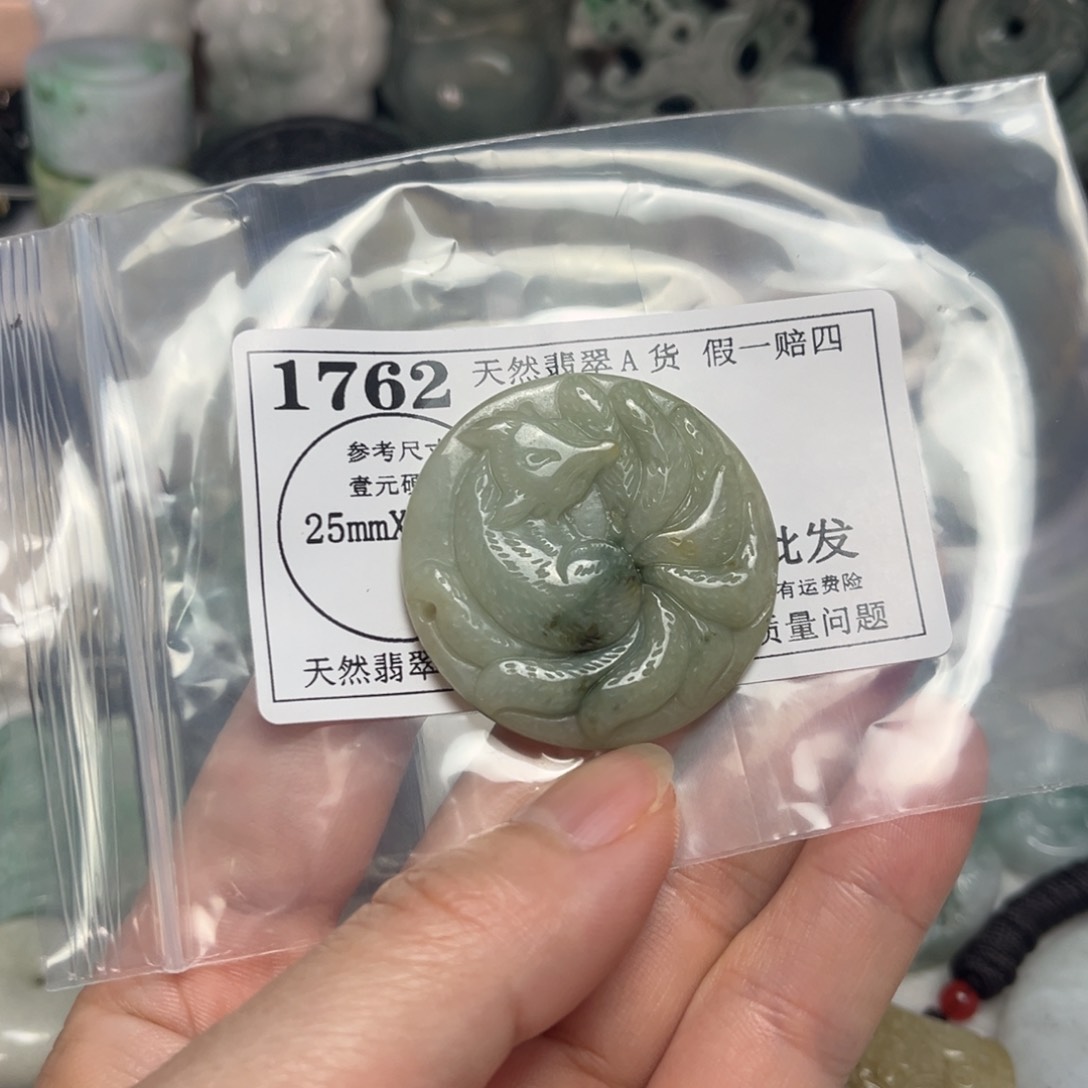 1762 天然翡翠A货 假一赔四
参考尺寸
壹元硬
25mmX
批发
有运费险
质量问题
天然翡翠